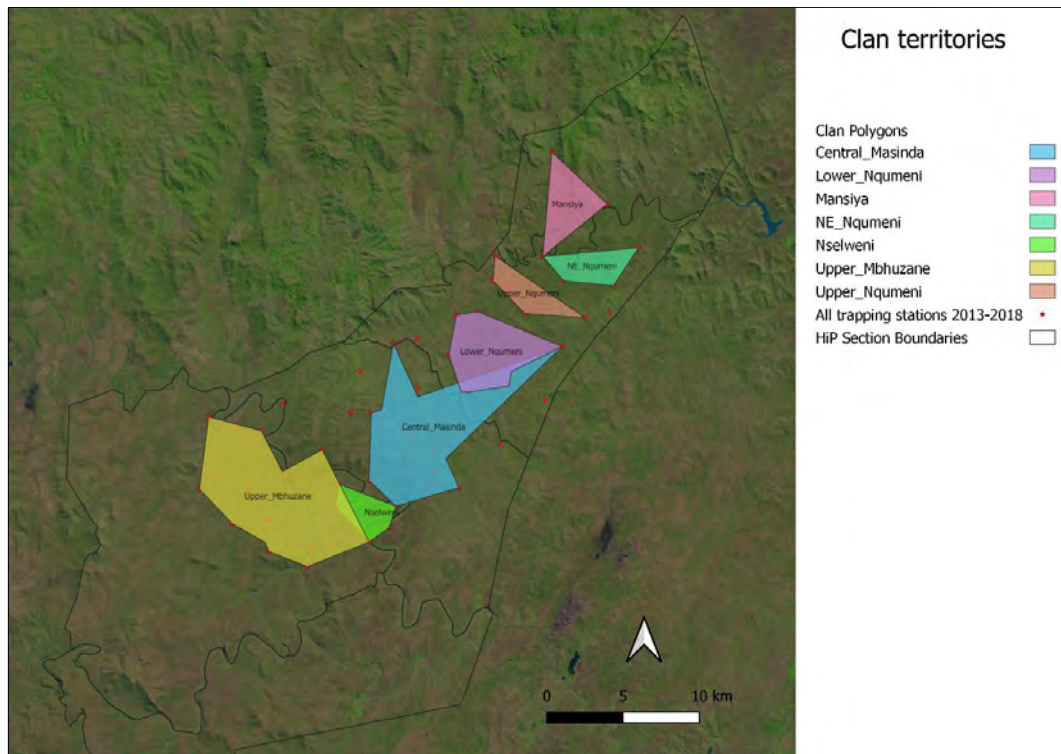 Clan territories
Clan Polygons
Central_Masinda
Lower_Nqumeni
Mansiya
NE_Nqumeni
Nselweni
Upper_Mbhuzane
Upper_Nqumeni
All trapping stations 2013-2018
HiP Section Boundaries
Mansiya
NE_Nqumeni
Upper_Nqumeni
Lower_Nqumeni
Central_Masinda
Upper_Mbhuzane
Nselweni
0 5 10 km